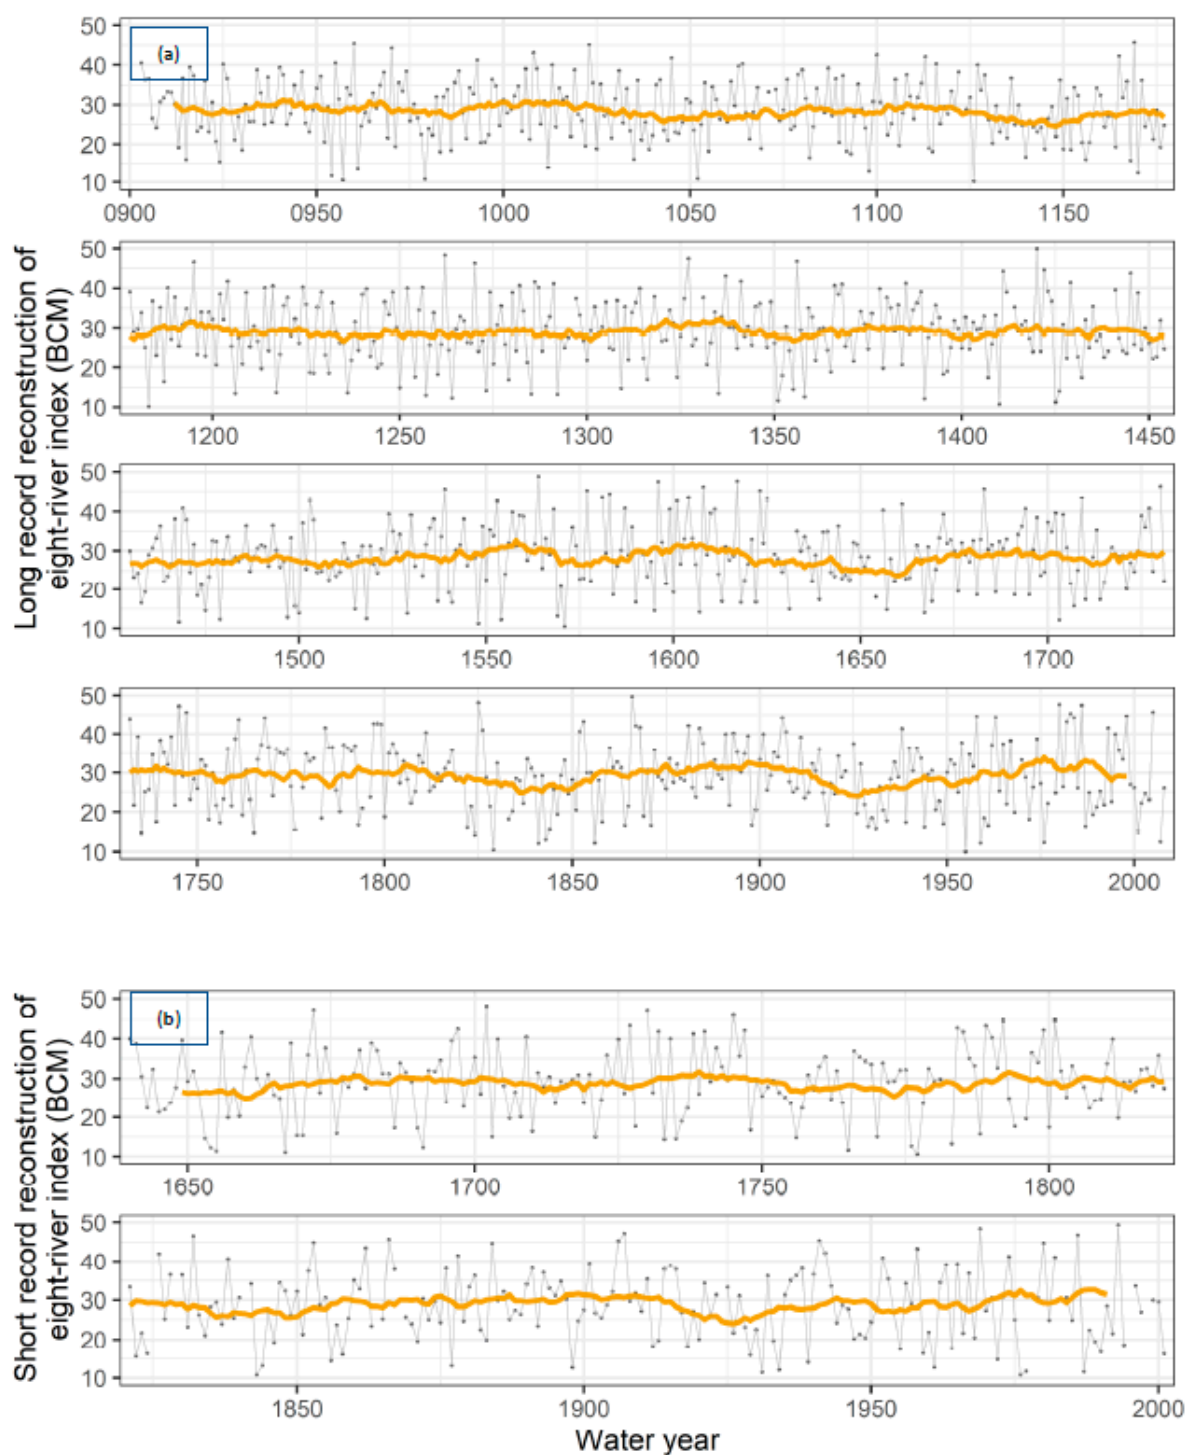 (a)
50
40
30
20
10
0900 0950 1000 1050 1100 1150
Long record reconstruction of
eight-river index (BCM)
50
40
30
20
10
1200 1250 1300 1350 1400 1450
50
40
30
20
10
1500 1550 1600 1650 1700
50
40
30
20
10
1750 1800 1850 1900 1950 2000
(b)
Short record reconstruction of
eight-river index (BCM)
50
40
30
20
10
1650 1700 1750 1800
50
40
30
20
10
1850 1900 1950 2000
Water year